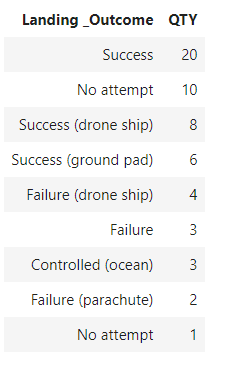 Landing _Outcome QTY
Success 20
No attempt 10
Success (drone ship) 8
Success (ground pad) 6
Failure (drone ship) 4
Failure 3
Controlled (ocean) 3
Failure (parachute) 2
No attempt 1